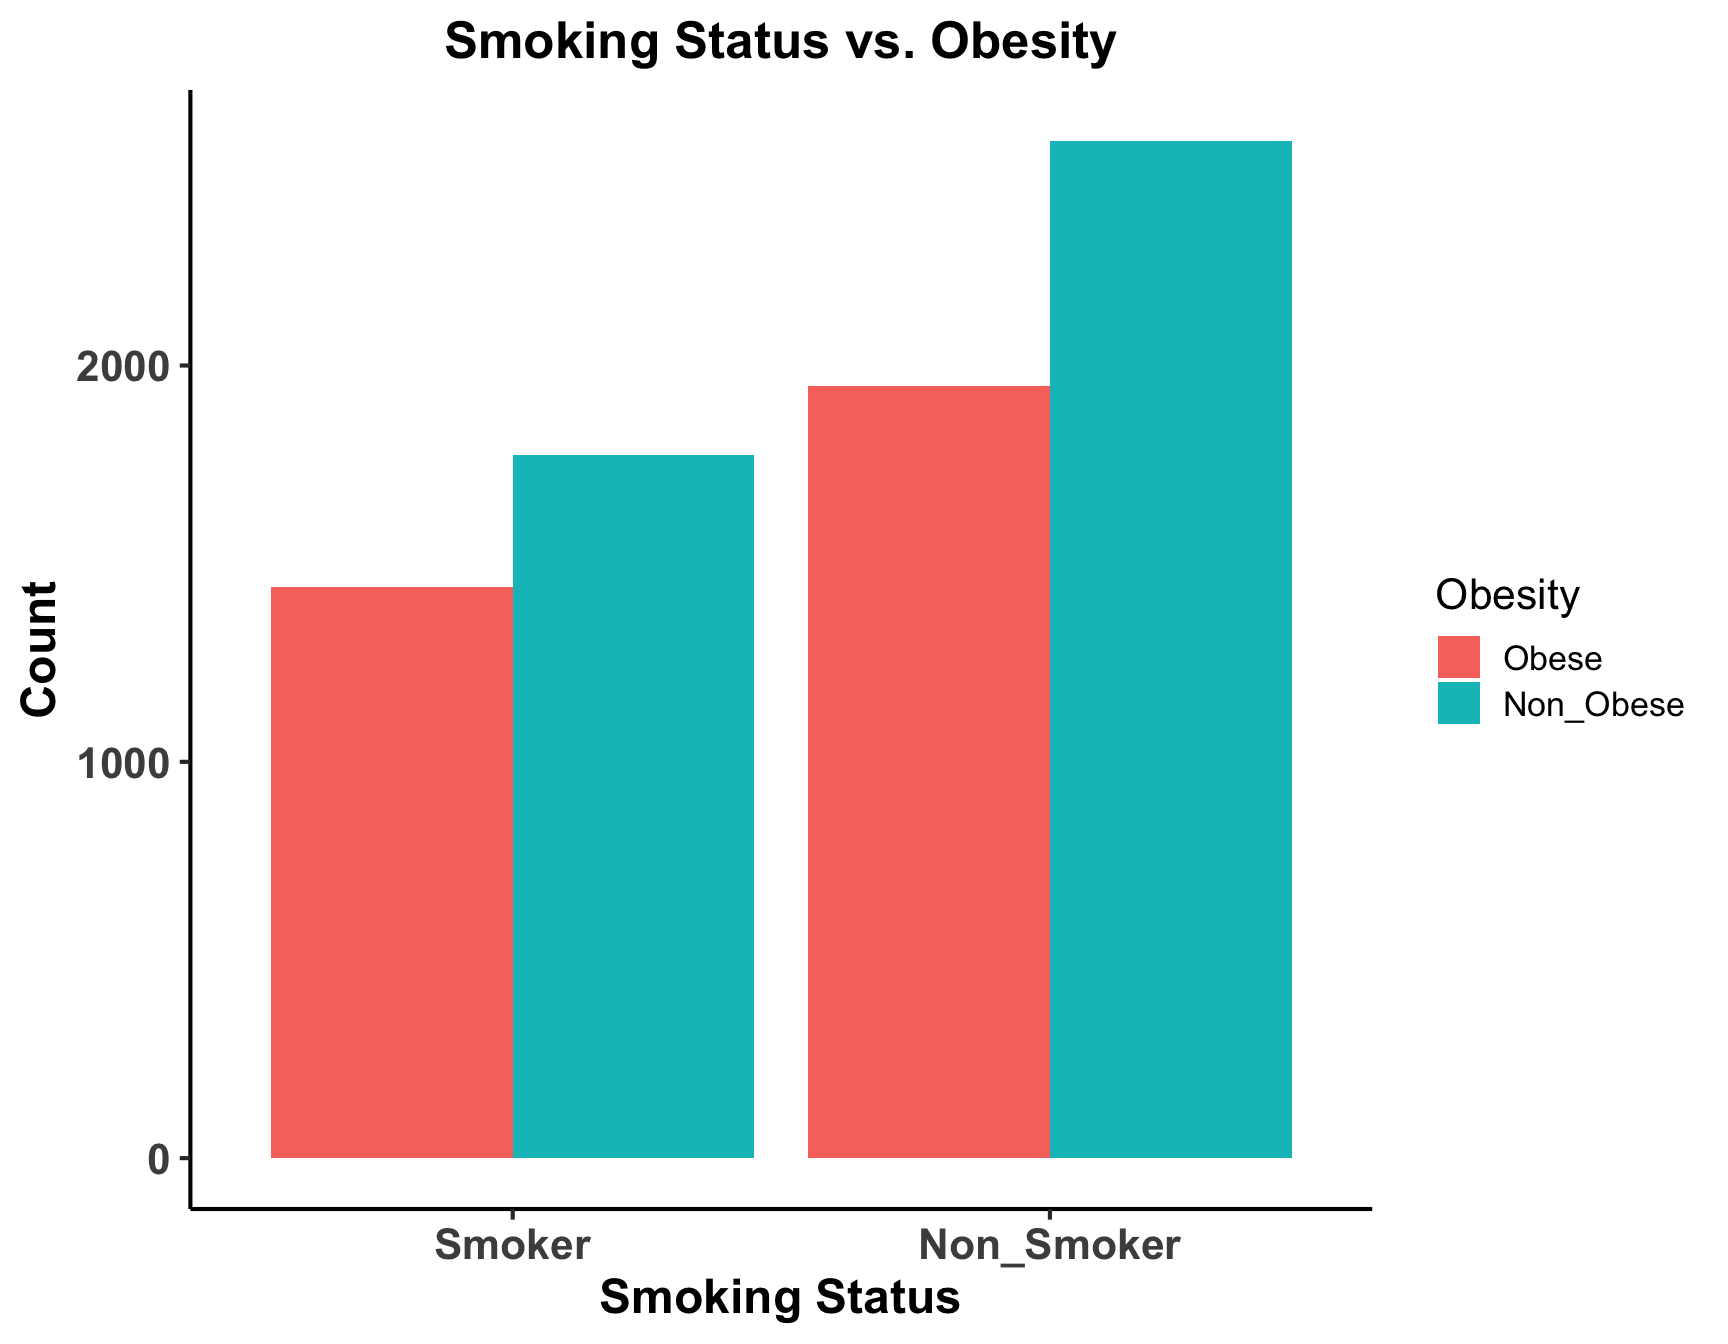 Smoking Status vs. Obesity
Count
2000
1000
0
Smoker Non_Smoker
Smoking Status
Obesity
Obese
Non_Obese